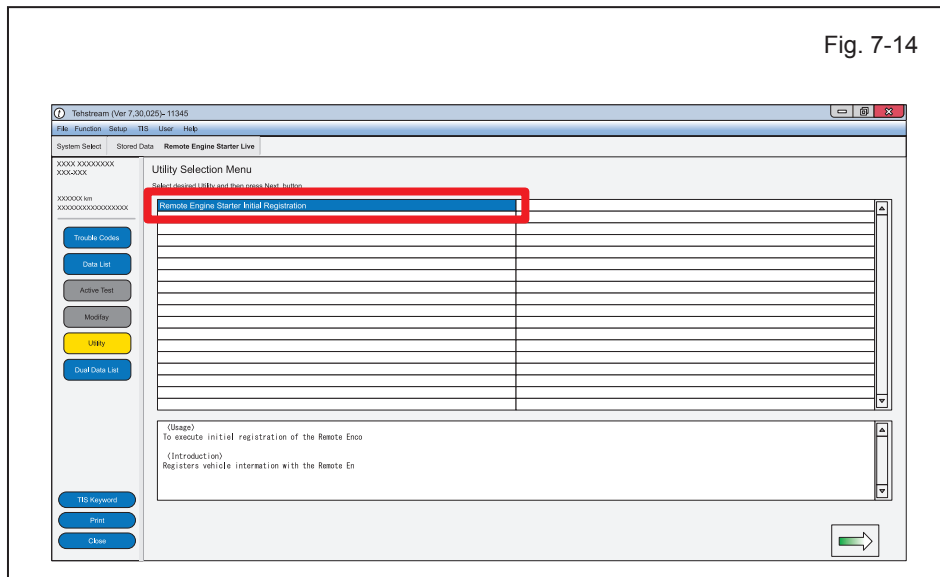 Fig. 7-14
Tehstream (Ver 7,30,025)- 11345
File Function Setup TIS User Help
System Select Stored Data Remote Engine Starter Live
XXXX XXXXXXXX
XXX-XXX
XXXXXX km
XXXXXXXXXXXXXXXXX
Trouble Codes
Data List
Active Test
Modifay
Utility
Dual Data List
TIS Keyword
Print
Close
Utility Selection Menu
Select desired Utility and then press Next button
Remote Engine Starter Initial Registration
(Usage)
To execute initiel registration of the Remote Enco
(Introduction)
Registers vehicle intermation with the Remote En